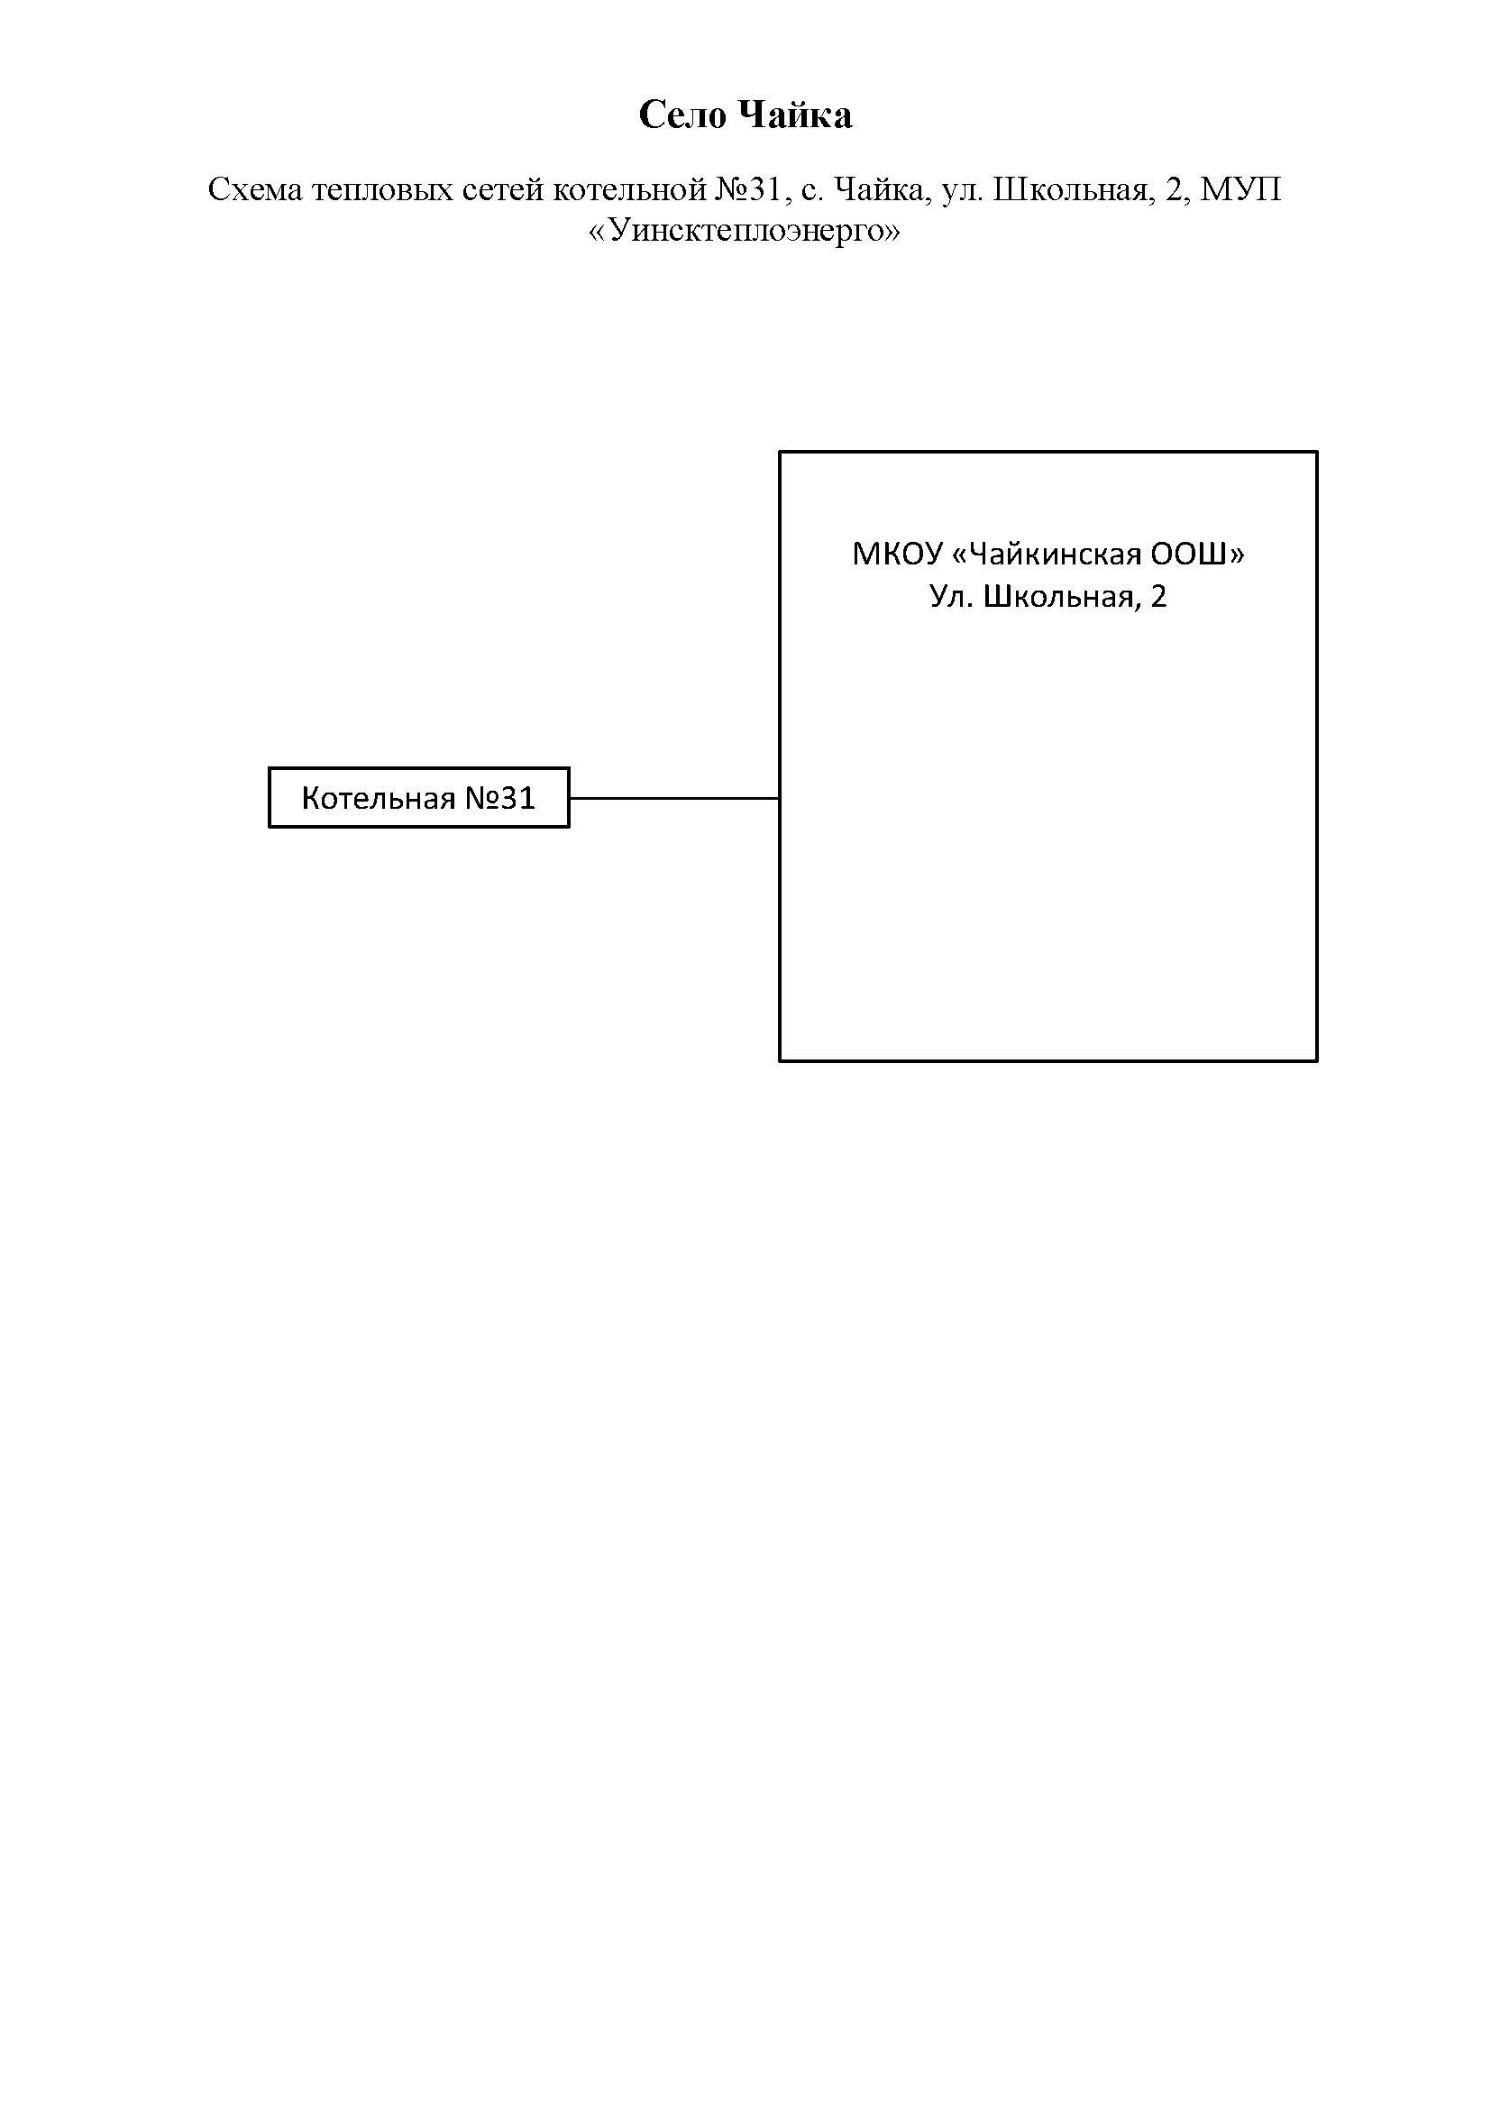 Село Чайка
Схема тепловых сетей котельной №31, с. Чайка, ул. Школьная, 2, МУП
«Уинсктеплоэнерго»
МКОУ «Чайкинская ООШ»
Ул. Школьная, 2
Котельная №31